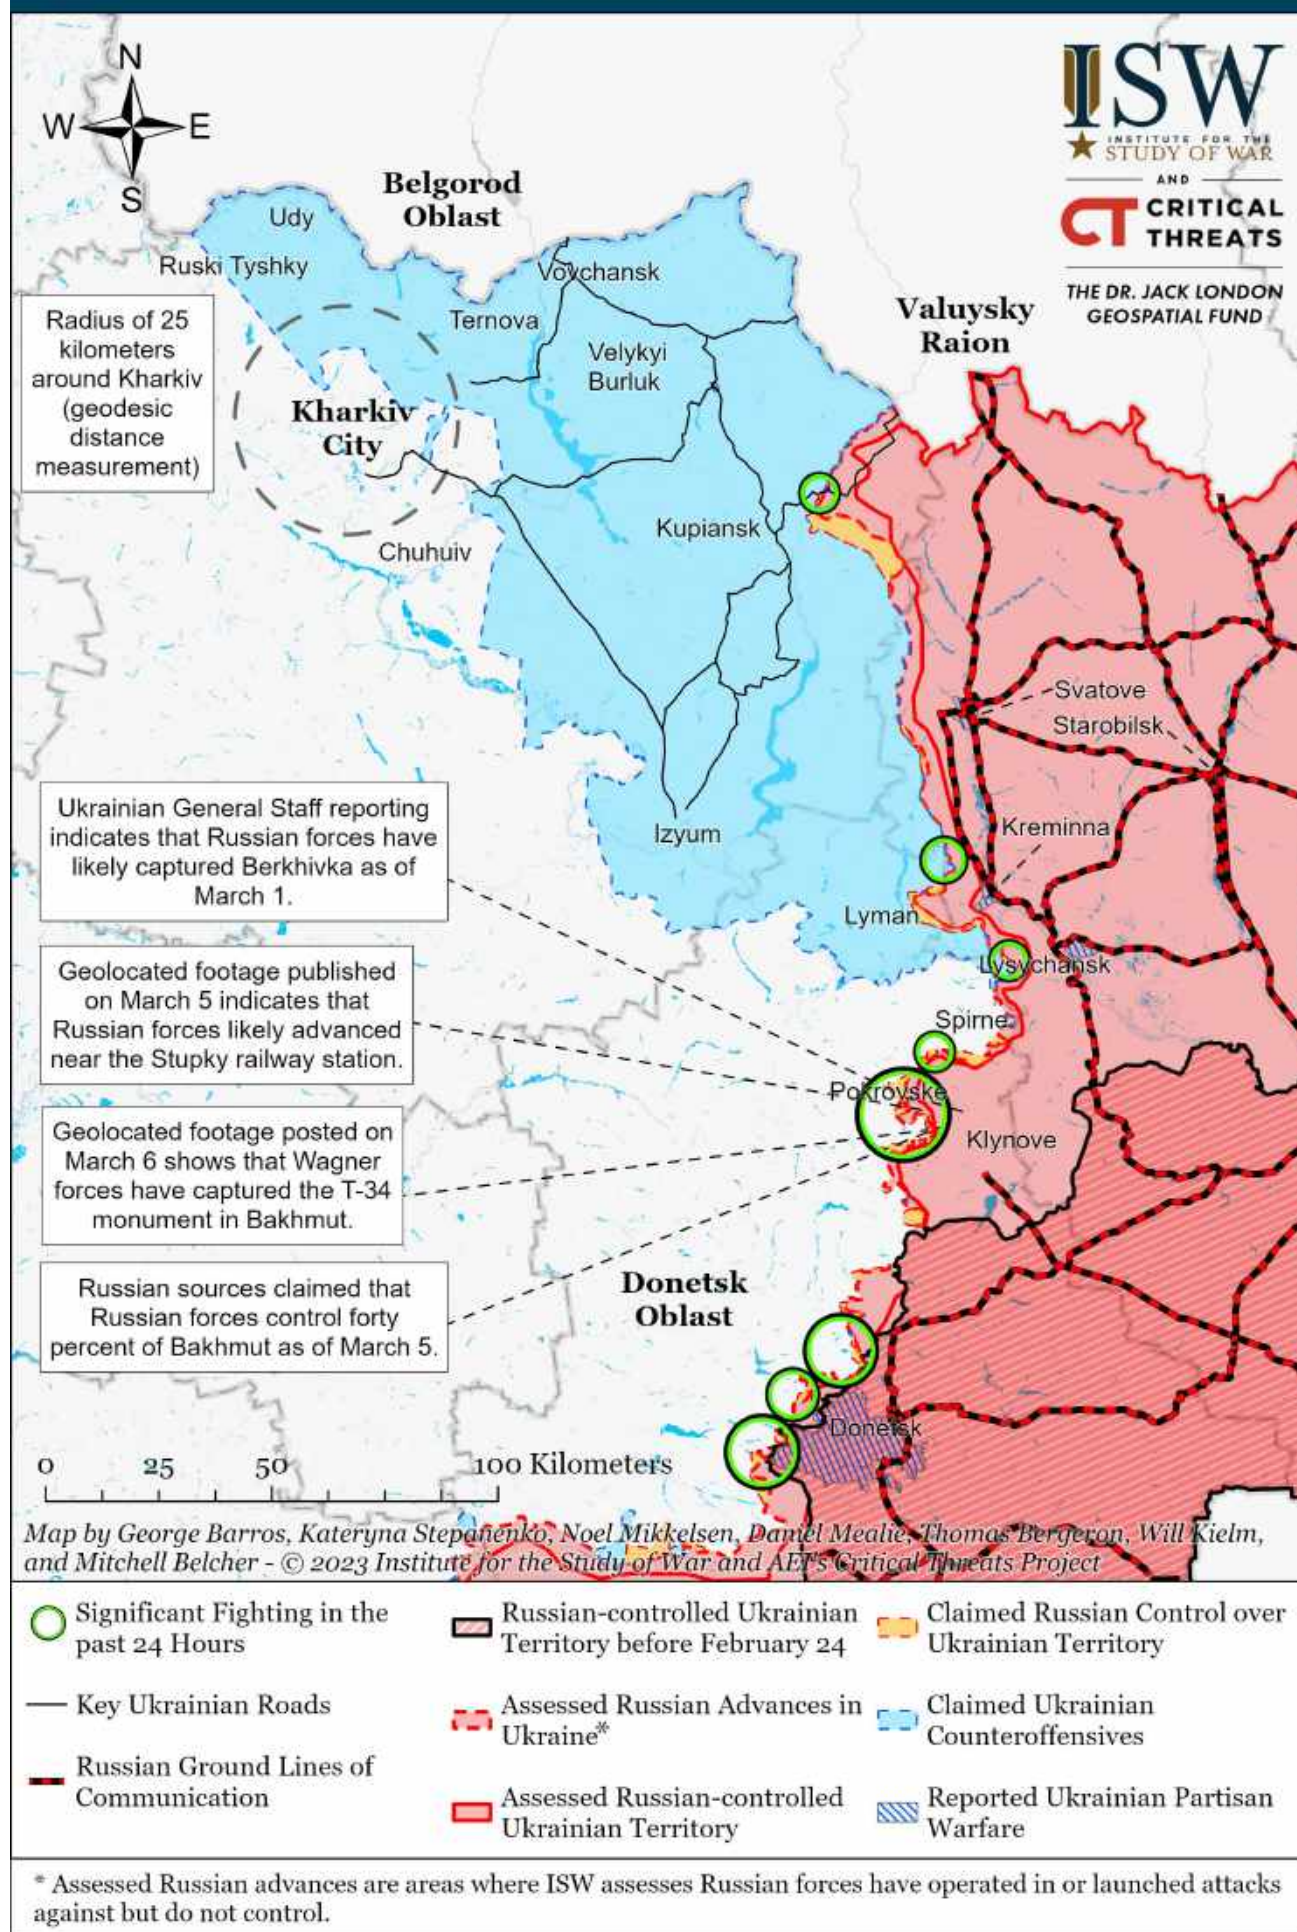 N
W E
S
ISW
INSTITUTE FOR THE
STUDY OF WAR
AND
CT CRITICAL
THREATS
THE DR. JACK LONDON
GEOSPATIAL FUND
Belgorod
Oblast
Udy
Ruski Tyshky
Vovchansk
Ternova
Velykyi
Burluk
Valuysky
Raion
Radius of 25
kilometers
around Kharkiv
(geodesic
distance
measurement)
Kharkiv
City
Chuhuiv
Kupiansk
Svatove
Starobilsk
Kreminna
Izyum
Lyman
Lysychansk
Spirne
Pokrovske
Klynove
Ukrainian General Staff reporting
indicates that Russian forces have
likely captured Berkhivka as of
March 1.
Geolocated footage published
on March 5 indicates that
Russian forces likely advanced
near the Stupky railway station.
Geolocated footage posted on
March 6 shows that Wagner
forces have captured the T-34
monument in Bakhmut.
Russian sources claimed that
Russian forces control forty
percent of Bakhmut as of March 5.
Donetsk
Oblast
Donetsk
0 25 50 100 Kilometers
Map by George Barros, Kateryna Stepanenko, Noel Mikkelsen, Daniel Mealie, Thomas Bergeron, Will Kielm,
and Mitchell Belcher - © 2023 Institute for the Study of War and AEI's Critical Threats Project
Significant Fighting in the
past 24 Hours
Key Ukrainian Roads
Russian Ground Lines of
Communication
Russian-controlled Ukrainian
Territory before February 24
Assessed Russian Advances in
Ukraine*
Assessed Russian-controlled
Ukrainian Territory
Claimed Russian Control over
Ukrainian Territory
Claimed Ukrainian
Counteroffensives
Reported Ukrainian Partisan
Warfare
* Assessed Russian advances are areas where ISW assesses Russian forces have operated in or launched attacks
against but do not control.